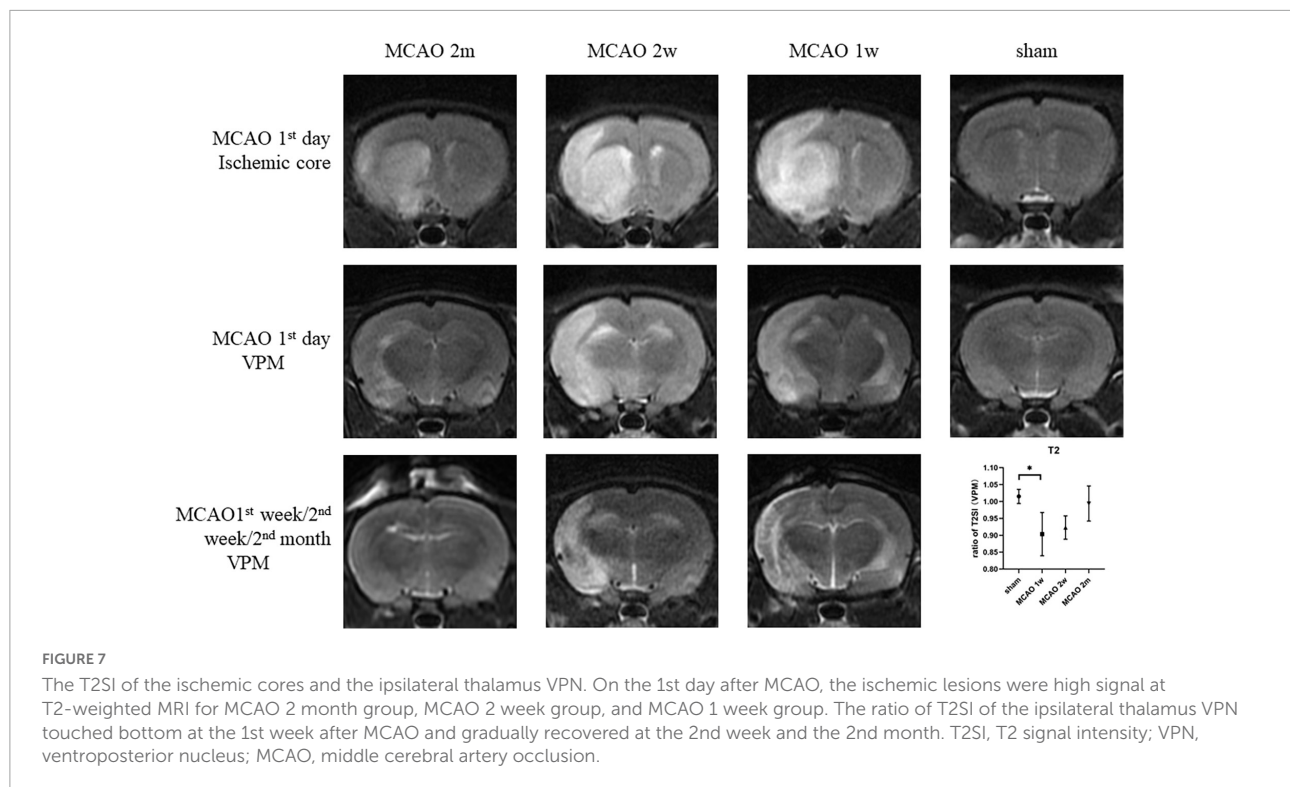 MCAO 2m
MCAO 2w
MCAO 1w
sham
MCAO 1st day
Ischemic core
MCAO 1st day
VPM
MCAO1st week/2nd
week/2nd month
VPM
T2
ratio of T2SI (VPM)
1.10
1.05
1.00
0.95
0.90
0.85
0.80
*
sham
MCAO 1w
MCAO 2w
MCAO 2m
FIGURE 7
The T2SI of the ischemic cores and the ipsilateral thalamus VPN. On the 1st day after MCAO, the ischemic lesions were high signal at
T2-weighted MRI for MCAO 2 month group, MCAO 2 week group, and MCAO 1 week group. The ratio of T2SI of the ipsilateral thalamus VPN
touched bottom at the 1st week after MCAO and gradually recovered at the 2nd week and the 2nd month. T2SI, T2 signal intensity; VPN,
ventroposterior nucleus; MCAO, middle cerebral artery occlusion.